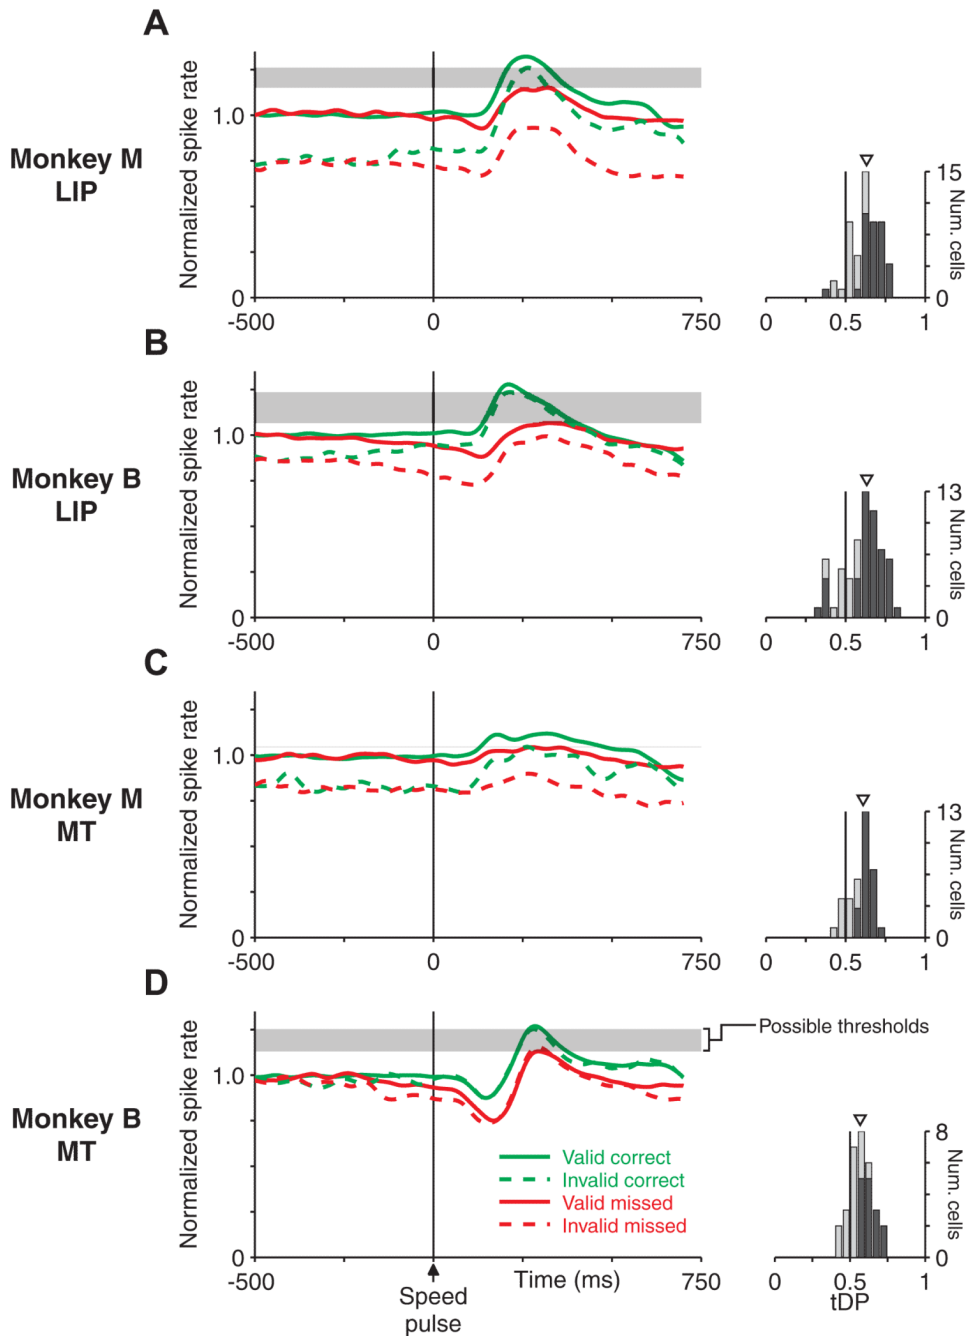 A
Monkey M
LIP
Normalized spike rate
1.0
0
-500
0
750
15
0
Num. cells
0
0.5
1
B
Monkey B
LIP
Normalized spike rate
1.0
0
-500
0
750
13
0
Num. cells
0
0.5
1
C
Monkey M
MT
Normalized spike rate
1.0
0
-500
0
750
13
0
Num. cells
0
0.5
1
D
Monkey B
MT
Normalized spike rate
1.0
0
Possible thresholds
Valid correct
Invalid correct
Valid missed
Invalid missed
-500
0
Time (ms)
750
Speed
pulse
8
0
Num. cells
0
0.5
1
tDP